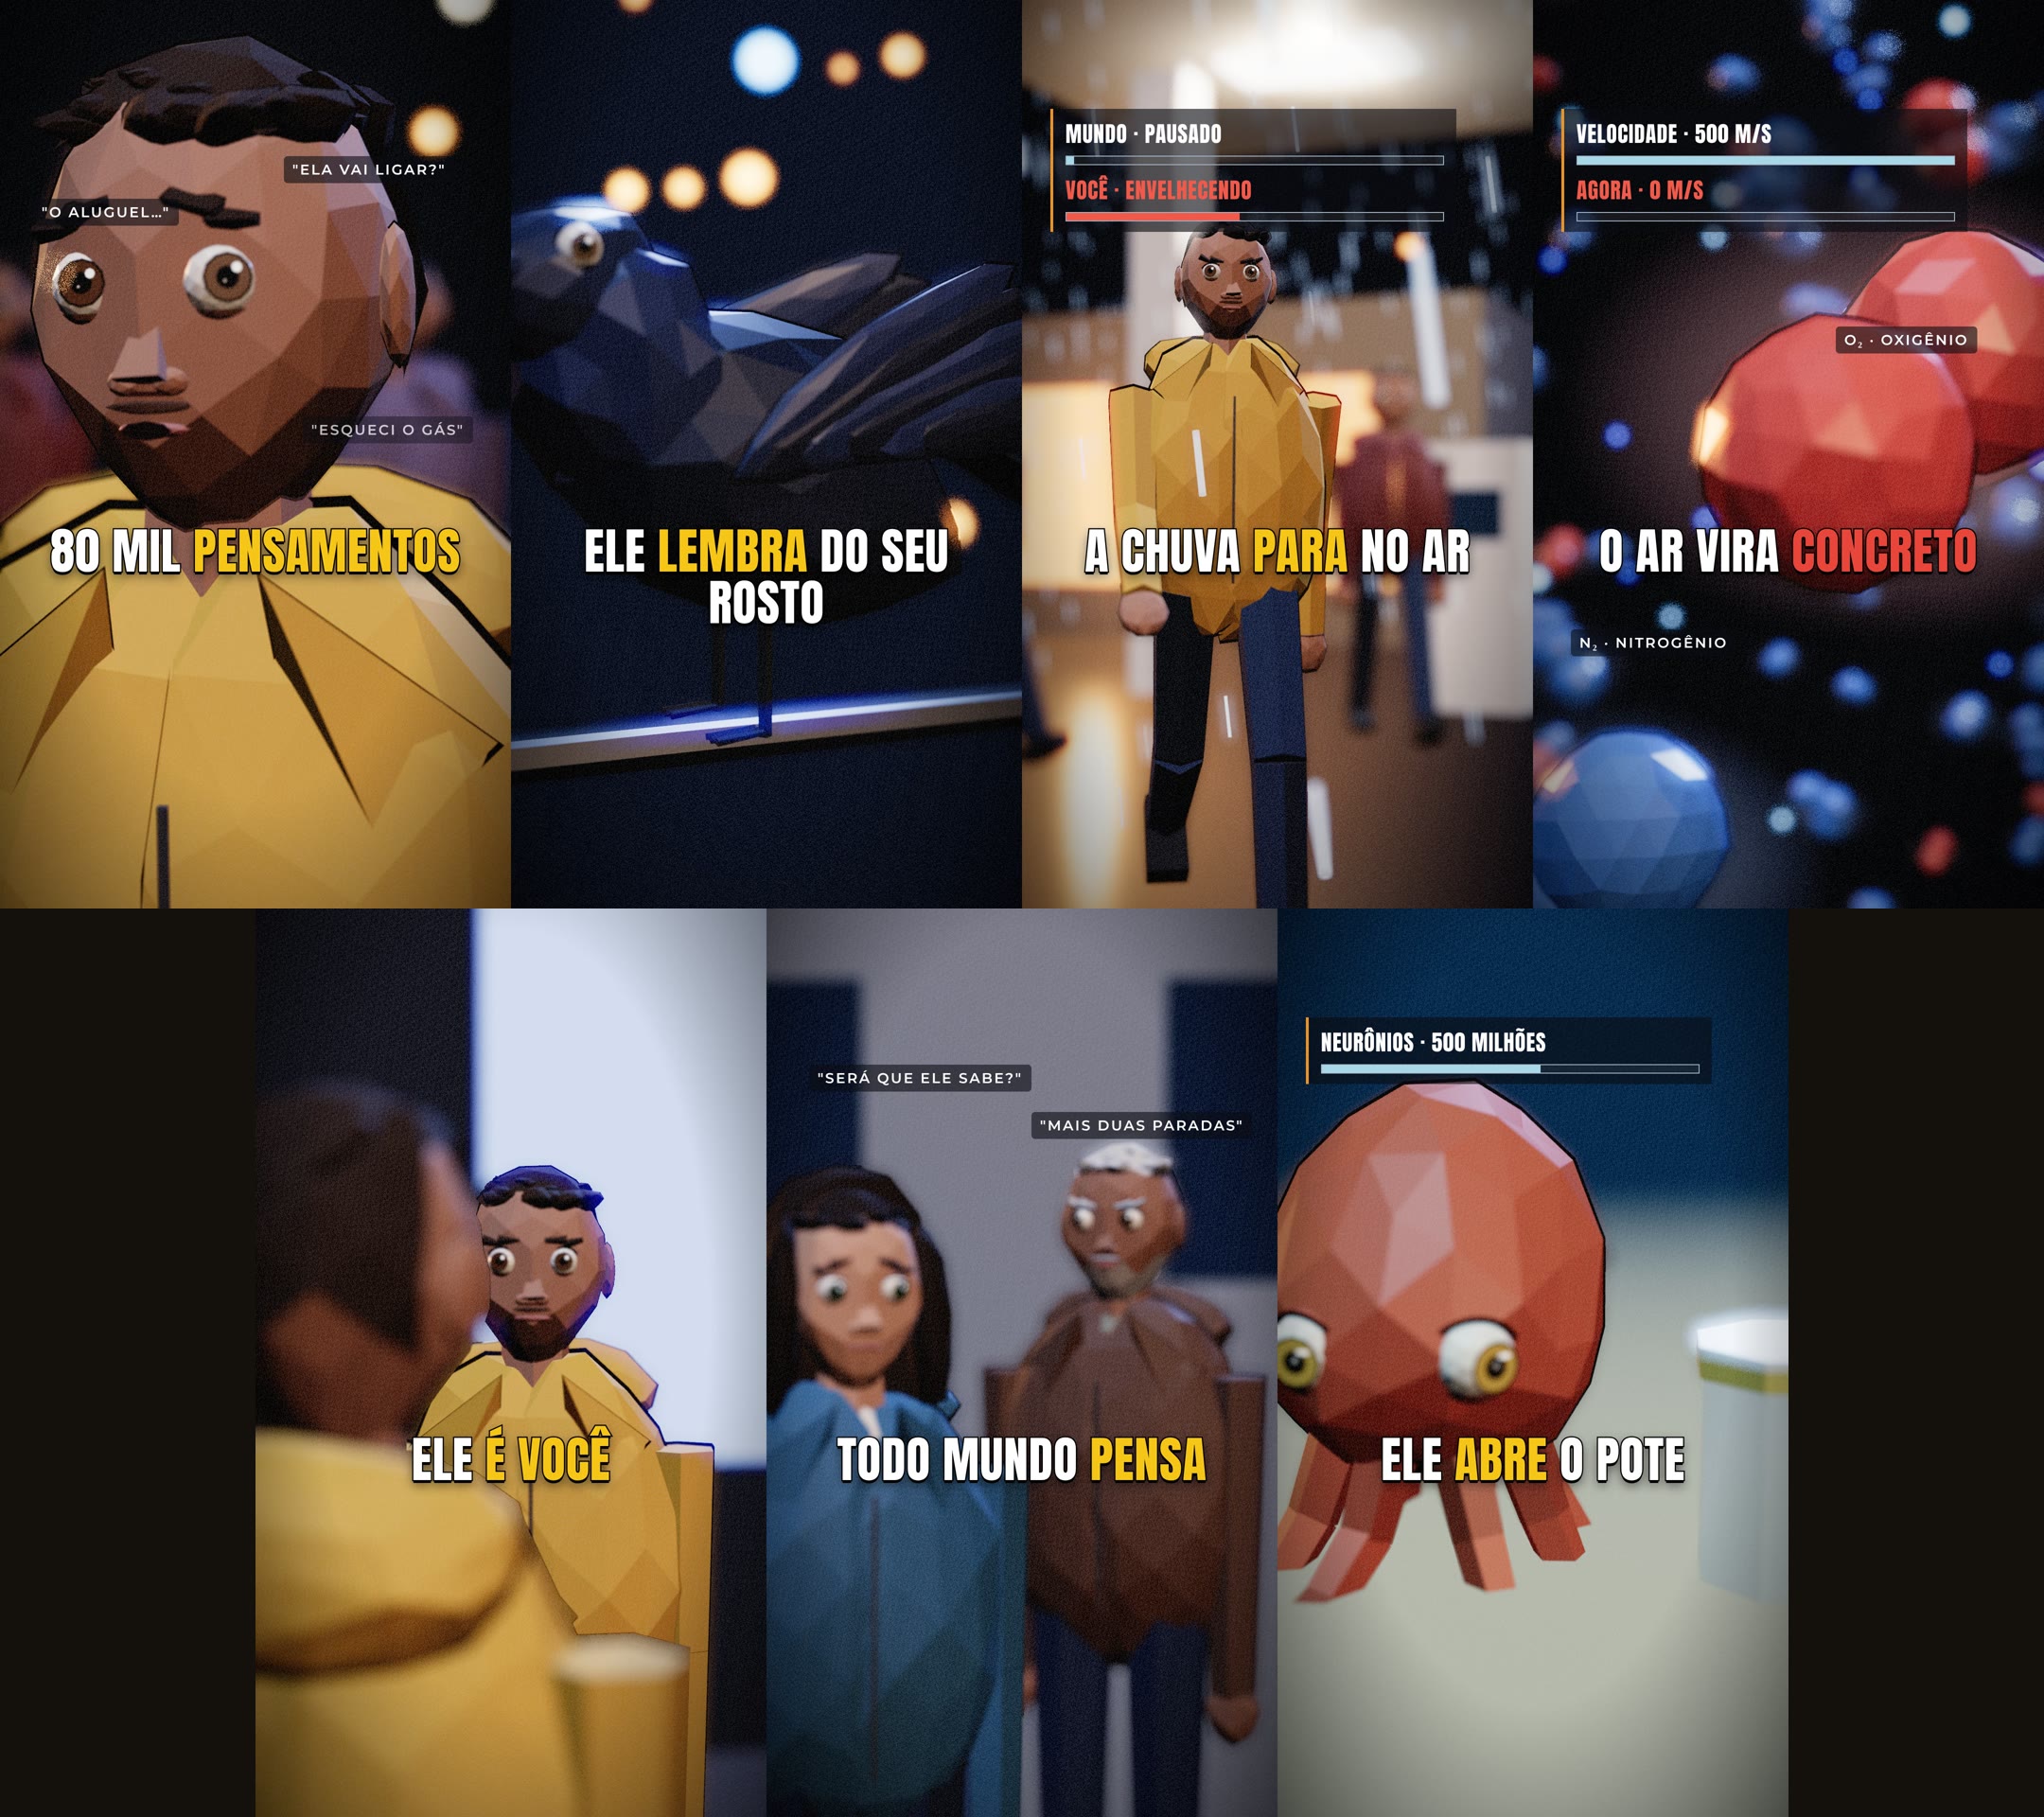 "ELA VAI LIGAR?"
"O ALUGUEL…"
"ESQUECI O GÁS"
80 MIL PENSAMENTOS
ELE LEMBRA DO SEU
ROSTO
MUNDO · PAUSADO
VOCÊ · ENVELHECENDO
A CHUVA PARA NO AR
VELOCIDADE · 500 M/S
AGORA · 0 M/S
O₂ · OXIGÊNIO
O AR VIRA CONCRETO
N₂ · NITROGÊNIO
ELE É VOCÊ
"SERÁ QUE ELE SABE?"
"MAIS DUAS PARADAS"
TODO MUNDO PENSA
NEURÔNIOS · 500 MILHÕES
ELE ABRE O POTE